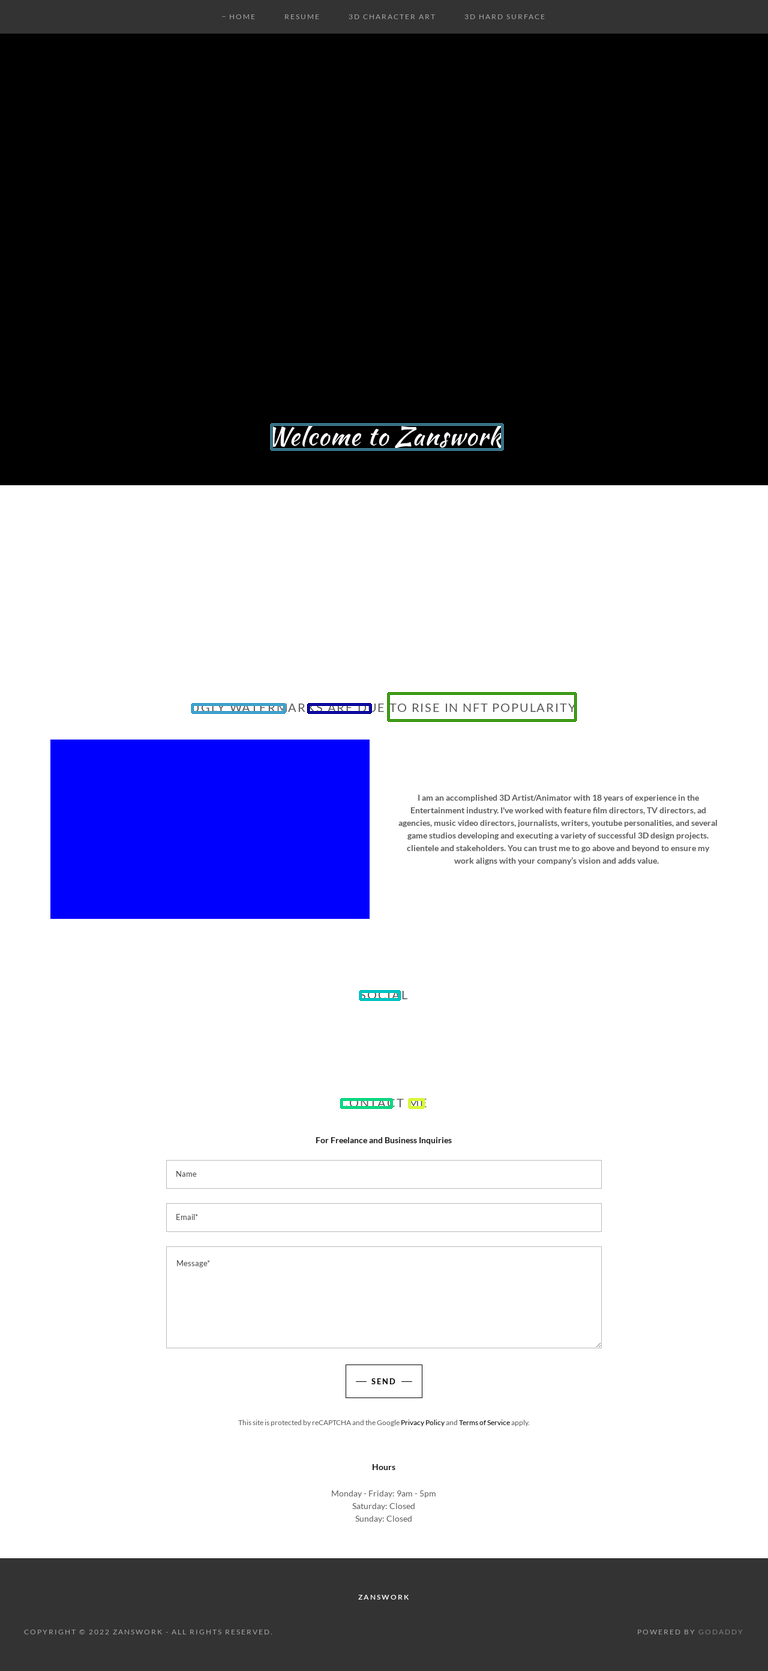 – HOME RESUME 3D CHARACTER ART 3D HARD SURFACE
Welcome to Zanswork
UGLY WATERMARKS ARE DUE TO RISE IN NFT POPULARITY
I am an accomplished 3D Artist/Animator with 18 years of experience in the
Entertainment industry. I've worked with feature film directors, TV directors, ad
agencies, music video directors, journalists, writers, youtube personalities, and several
game studios developing and executing a variety of successful 3D design projects.
clientele and stakeholders. You can trust me to go above and beyond to ensure my
work aligns with your company's vision and adds value.
SOCIAL
CONTACT ME
For Freelance and Business Inquiries
Name
Email*
Message*
— SEND —
This site is protected by reCAPTCHA and the Google Privacy Policy and Terms of Service apply.
Hours
Monday - Friday: 9am - 5pm
Saturday: Closed
Sunday: Closed
ZANSWORK
COPYRIGHT © 2022 ZANSWORK - ALL RIGHTS RESERVED. POWERED BY GODADDY